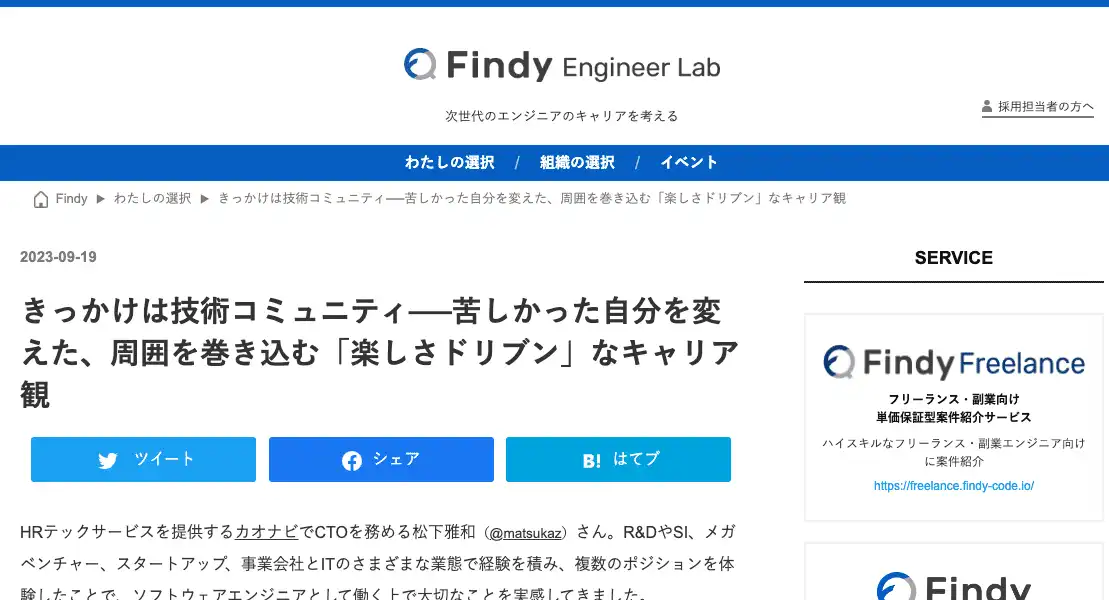 Findy Engineer Lab
次世代のエンジニアのキャリアを考える
採用担当者の方へ
わたしの選択 / 組織の選択 / イベント
Findy ▶ わたしの選択 ▶ きっかけは技術コミュニティ──苦しかった自分を変えた、周囲を巻き込む「楽しさドリブン」なキャリア観
2023-09-19
きっかけは技術コミュニティ──苦しかった自分を変
えた、周囲を巻き込む「楽しさドリブン」なキャリア
観
ツイート
シェア
B! はてブ
HRテックサービスを提供するカオナビでCTOを務める松下雅和（@matsukaz）さん。R&DやSI、メガ
ベンチャー、スタートアップ、事業会社とITのさまざまな業態で経験を積み、複数のポジションを体
験したことで、ソフトウェアエンジニアとして働く上で大切なことを実感してきました。
SERVICE
Findy Freelance
フリーランス・副業向け
単価保証型案件紹介サービス
ハイスキルなフリーランス・副業エンジニア向け
に案件紹介
https://freelance.findy-code.io/
Findy